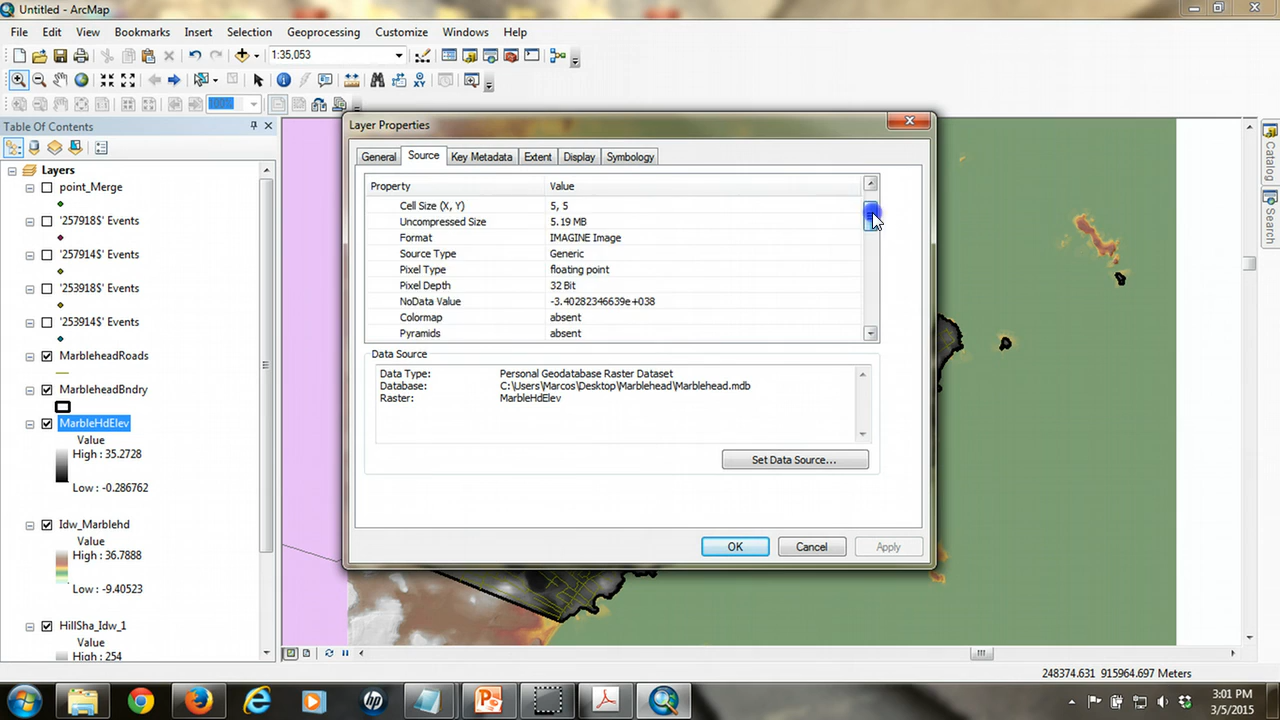 Untitled - ArcMap
File Edit View Bookmarks Insert Selection Geoprocessing Customize Windows Help
1:35,053
100%
Table Of Contents
Layers
point_Merge
'257918$' Events
'257914$' Events
'253918$' Events
'253914$' Events
MarbleheadRoads
MarbleheadBndry
MarbleHdElev
Value
High : 35.2728
Low : -0.286762
Idw_Marblehd
Value
High : 36.7888
Low : -9.40523
HillSha_Idw_1
Value
High : 254
Layer Properties
General Source Key Metadata Extent Display Symbology
Property Value
Cell Size (X, Y) 5, 5
Uncompressed Size 5.19 MB
Format IMAGINE Image
Source Type Generic
Pixel Type floating point
Pixel Depth 32 Bit
NoData Value -3.40282346639e+038
Colormap absent
Pyramids absent
Data Source
Data Type: Personal Geodatabase Raster Dataset
Database: C:\Users\Marcos\Desktop\Marblehead\Marblehead.mdb
Raster: MarbleHdElev
Set Data Source...
OK Cancel Apply
Catalog
Search
248374.631 915964.697 Meters
3:01 PM
3/5/2015